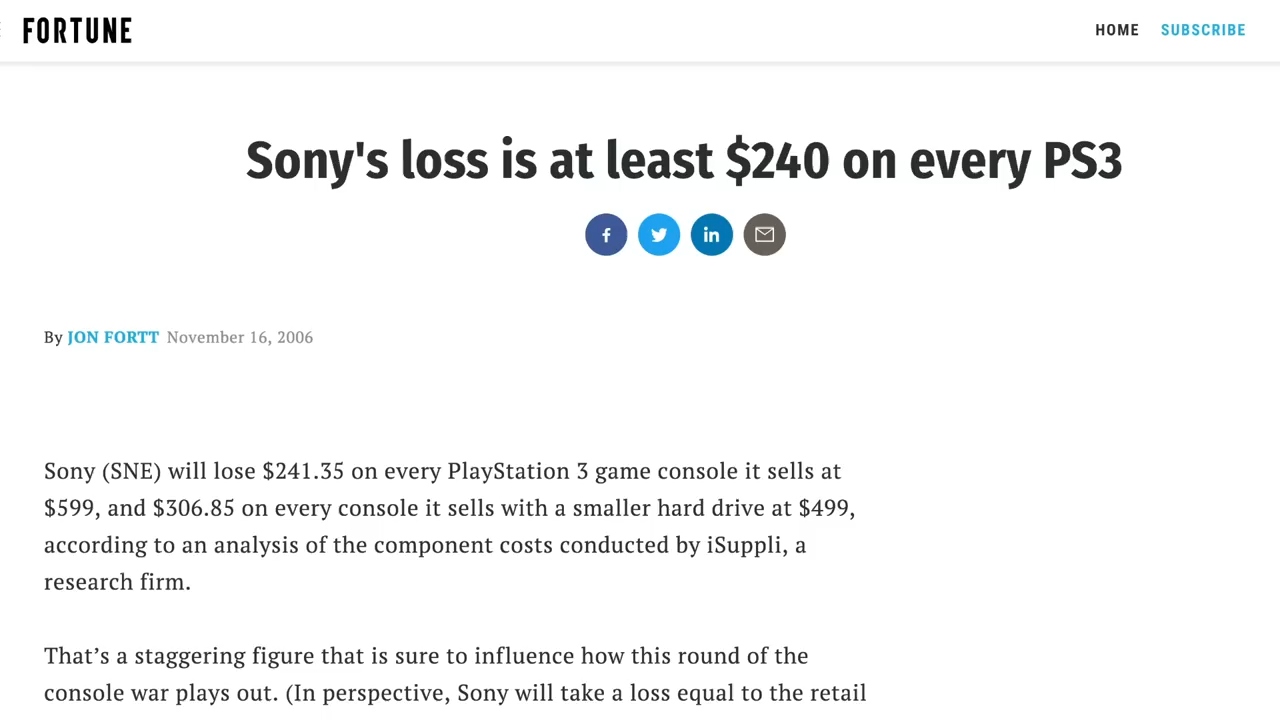 FORTUNE
HOME SUBSCRIBE
Sony's loss is at least $240 on every PS3
f in
By JON FORTT November 16, 2006
Sony (SNE) will lose $241.35 on every PlayStation 3 game console it sells at
$599, and $306.85 on every console it sells with a smaller hard drive at $499,
according to an analysis of the component costs conducted by iSuppli, a
research firm.
That’s a staggering figure that is sure to influence how this round of the
console war plays out. (In perspective, Sony will take a loss equal to the retail